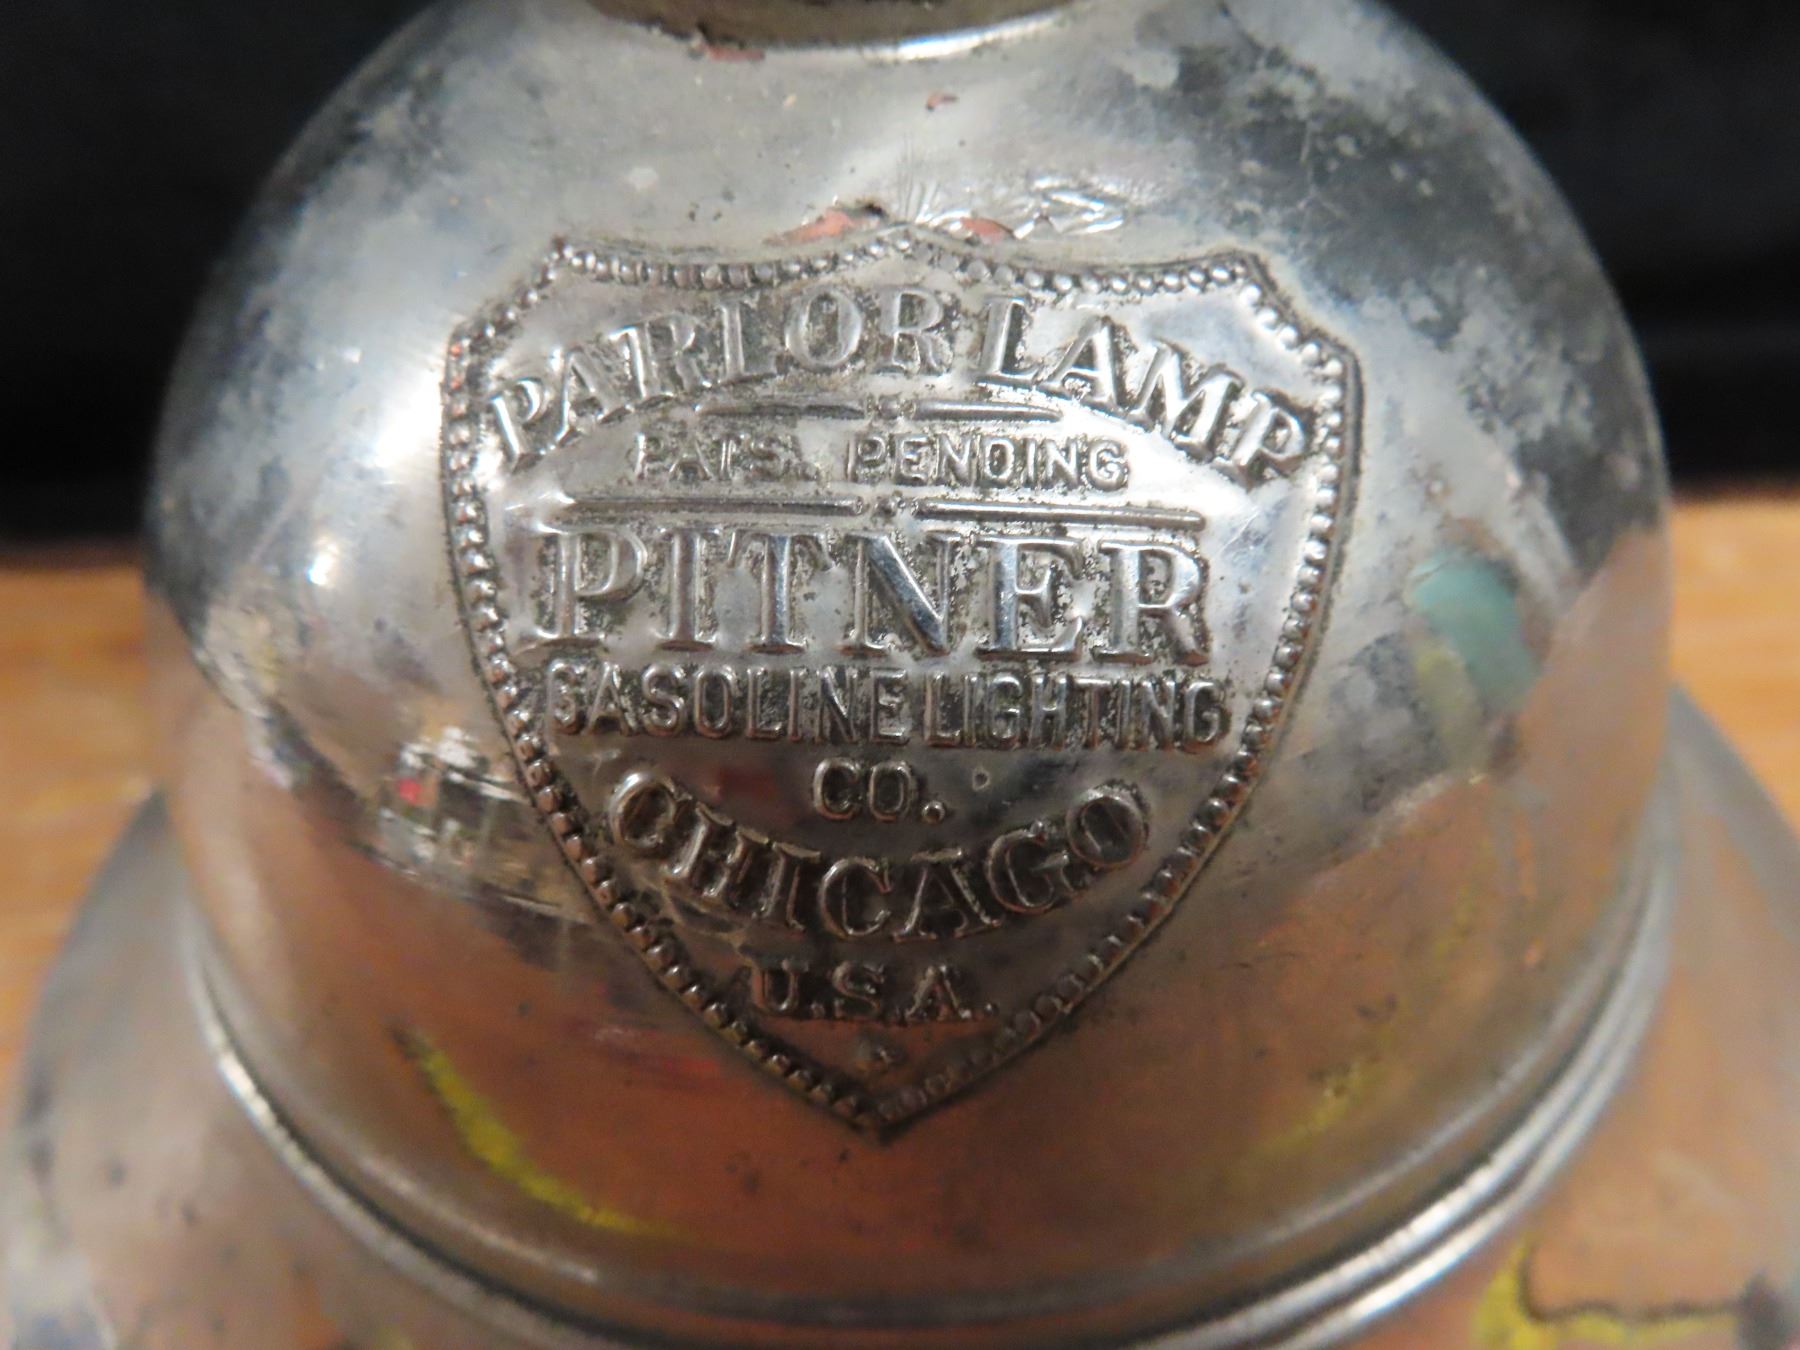 PARLOR LAMP
PATS. PENDING
PITNER
GASOLINE LIGHTING
CO.
CHICAGO
U.S.A.